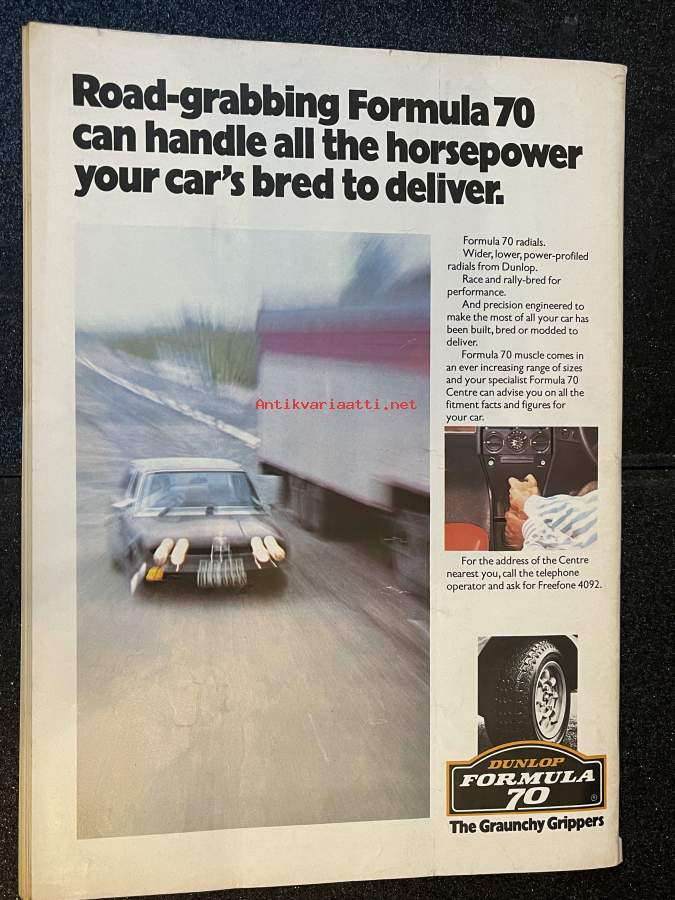 Road-grabbing Formula 70
can handle all the horsepower
your car's bred to deliver.
Formula 70 radials.
Wider, lower, power-profiled
radials from Dunlop.
Race and rally-bred for
performance.
And precision engineered to
make the most of all your car has
been built, bred or modded to
deliver.
Formula 70 muscle comes in
an ever increasing range of sizes
and your specialist Formula 70
Centre can advise you on all the
fitment facts and figures for
your car.
Antikvariaatti.net
For the address of the Centre
nearest you, call the telephone
operator and ask for Freefone 4092.
DUNLOP
FORMULA
70
The Graunchy Grippers